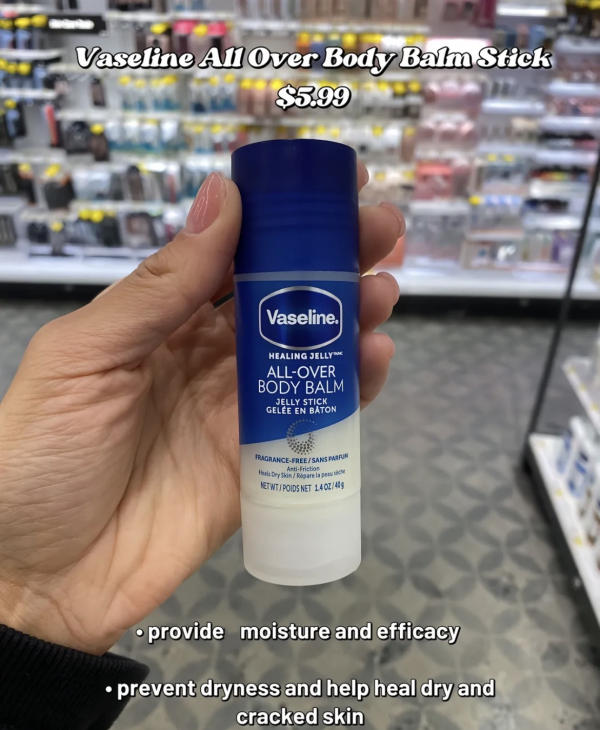 Vaseline All Over Body Balm Stick
$5.99
Vaseline.
HEALING JELLY
ALL-OVER
BODY BALM
JELLY STICK
GELÉE EN BÂTON
FRAGRANCE-FREE / SANS PARFUM
Anti-Friction
Heals Dry Skin / Répare la peau sèche
NET WT / POIDS NET 1.4 OZ / 40 g
• provide moisture and efficacy
• prevent dryness and help heal dry and
cracked skin